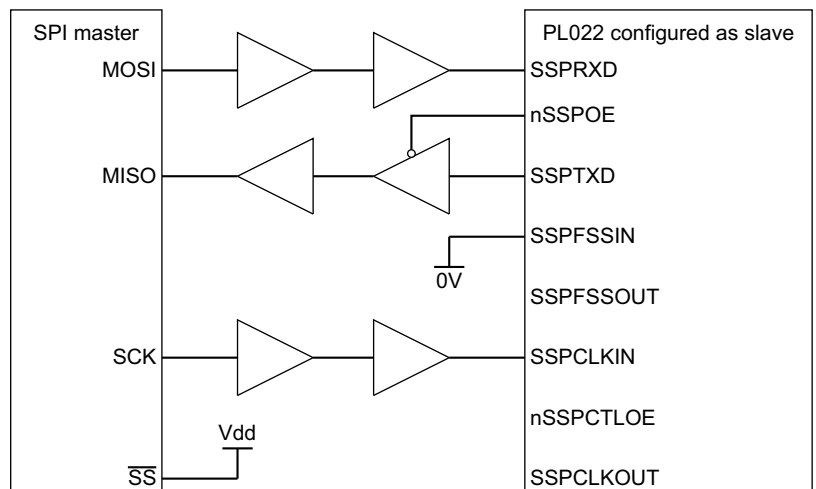 SPI master
PL022 configured as slave
MOSI
SSPRXD
nSSPOE
MISO
SSPTXD
SSPFSSIN
0V
SSPFSSOUT
SCK
SSPCLKIN
nSSPCTLOE
Vdd
SS
SSPCLKOUT